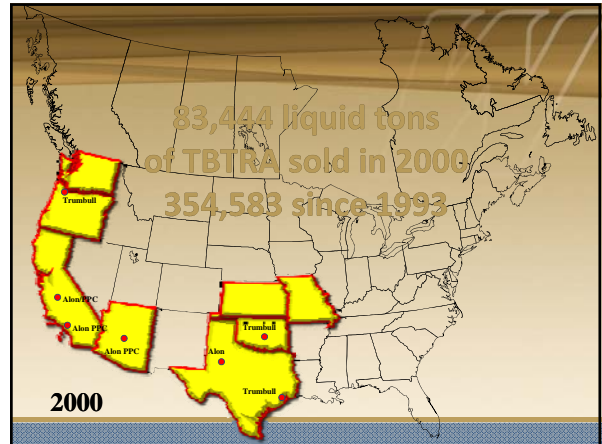 83,444 liquid tons
of TBTRA sold in 2000
354,583 since 1993
Trumbull
Alon/PPC
Alon PPC
Alon PPC
Alon
Trumbull
Trumbull
2000